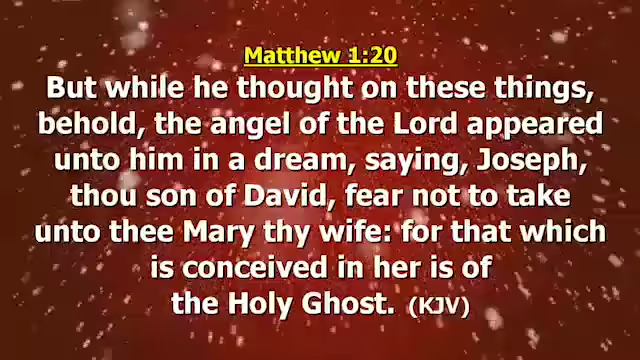 Matthew 1:20
But while he thought on these things,
behold, the angel of the Lord appeared
unto him in a dream, saying, Joseph,
thou son of David, fear not to take
unto thee Mary thy wife: for that which
is conceived in her is of
the Holy Ghost. (KJV)